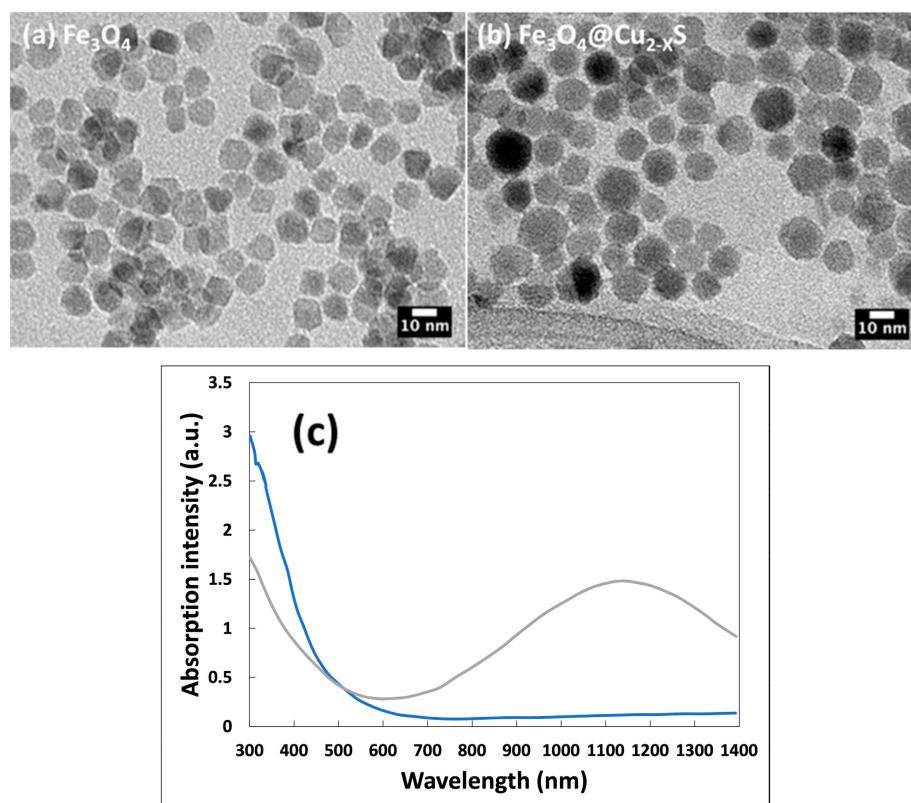 (a) Fe₃O₄
(b) Fe₃O₄@Cu₂₋ₓS
10 nm
10 nm
(c)
Absorption intensity (a.u.)
3.5
3
2.5
2
1.5
1
0.5
0
300 400 500 600 700 800 900 1000 1100 1200 1300 1400
Wavelength (nm)